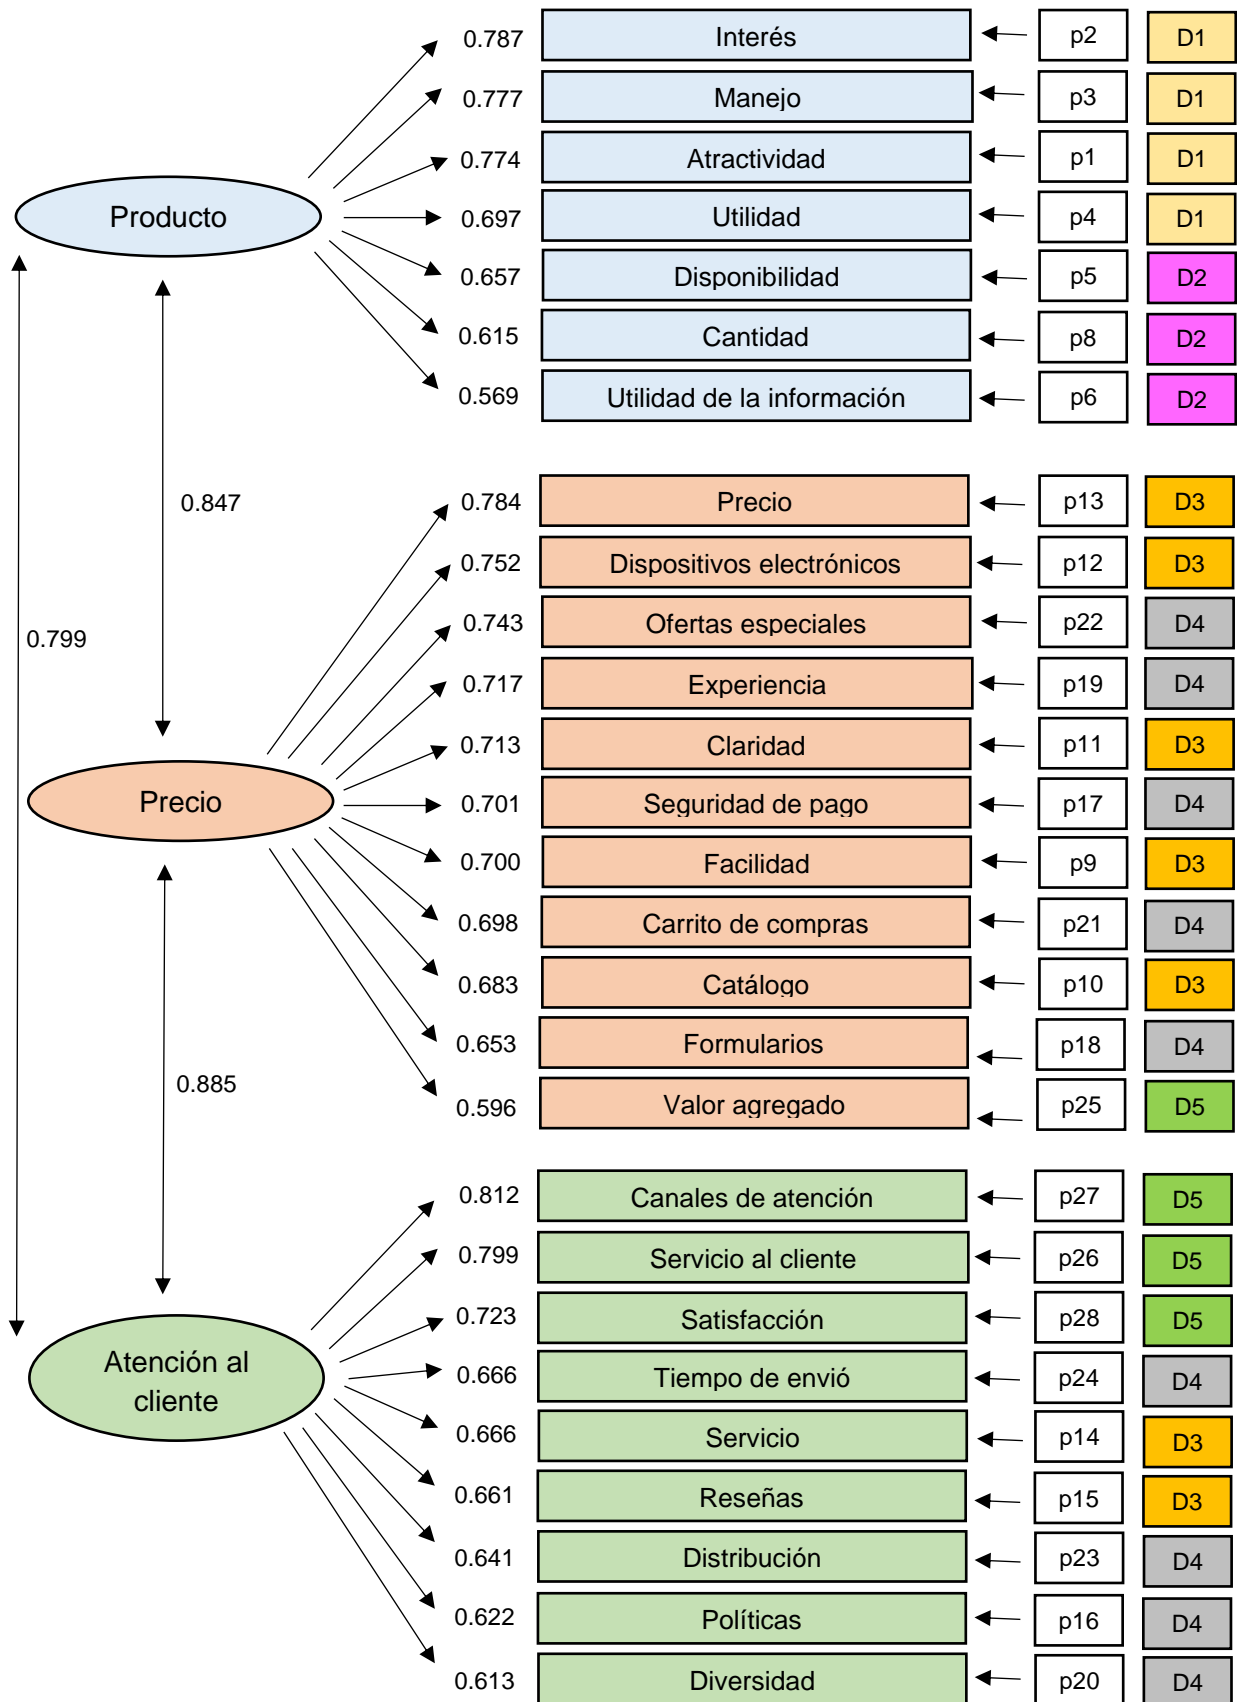 0.787 Interés p2 D1
0.777 Manejo p3 D1
0.774 Atractividad p1 D1
Producto
0.697 Utilidad p4 D1
0.657 Disponibilidad p5 D2
0.615 Cantidad p8 D2
0.569 Utilidad de la información p6 D2
0.847
0.784 Precio p13 D3
0.752 Dispositivos electrónicos p12 D3
0.799
0.743 Ofertas especiales p22 D4
0.717 Experiencia p19 D4
0.713 Claridad p11 D3
Precio
0.701 Seguridad de pago p17 D4
0.700 Facilidad p9 D3
0.698 Carrito de compras p21 D4
0.683 Catálogo p10 D3
0.653 Formularios p18 D4
0.885
0.596 Valor agregado p25 D5
0.812 Canales de atención p27 D5
0.799 Servicio al cliente p26 D5
0.723 Satisfacción p28 D5
Atención al
cliente
0.666 Tiempo de envió p24 D4
0.666 Servicio p14 D3
0.661 Reseñas p15 D3
0.641 Distribución p23 D4
0.622 Políticas p16 D4
0.613 Diversidad p20 D4